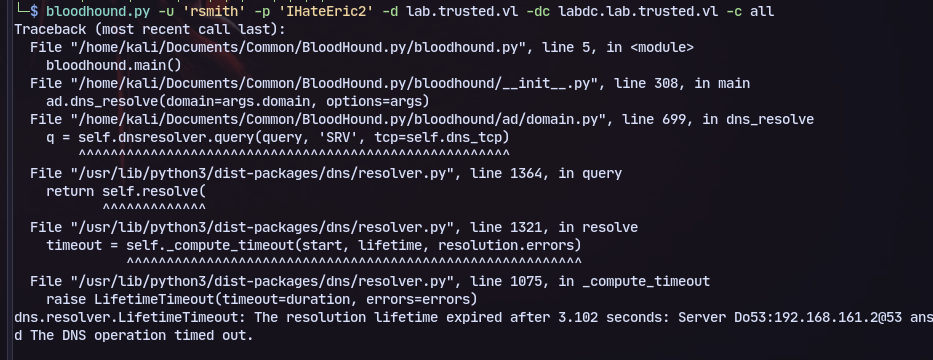 └─$ bloodhound.py -u 'rsmith' -p 'IHateEric2' -d lab.trusted.vl -dc labdc.lab.trusted.vl -c all
Traceback (most recent call last):
  File "/home/kali/Documents/Common/BloodHound.py/bloodhound.py", line 5, in <module>
    bloodhound.main()
  File "/home/kali/Documents/Common/BloodHound.py/bloodhound/__init__.py", line 308, in main
    ad.dns_resolve(domain=args.domain, options=args)
  File "/home/kali/Documents/Common/BloodHound.py/bloodhound/ad/domain.py", line 699, in dns_resolve
    q = self.dnsresolver.query(query, 'SRV', tcp=self.dns_tcp)
        ^^^^^^^^^^^^^^^^^^^^^^^^^^^^^^^^^^^^^^^^^^^^^^^^^^^^^^
  File "/usr/lib/python3/dist-packages/dns/resolver.py", line 1364, in query
    return self.resolve(
           ^^^^^^^^^^^^^
  File "/usr/lib/python3/dist-packages/dns/resolver.py", line 1321, in resolve
    timeout = self._compute_timeout(start, lifetime, resolution.errors)
              ^^^^^^^^^^^^^^^^^^^^^^^^^^^^^^^^^^^^^^^^^^^^^^^^^^^^^^^^^
  File "/usr/lib/python3/dist-packages/dns/resolver.py", line 1075, in _compute_timeout
    raise LifetimeTimeout(timeout=duration, errors=errors)
dns.resolver.LifetimeTimeout: The resolution lifetime expired after 3.102 seconds: Server Do53:192.168.161.2@53 ans
d The DNS operation timed out.